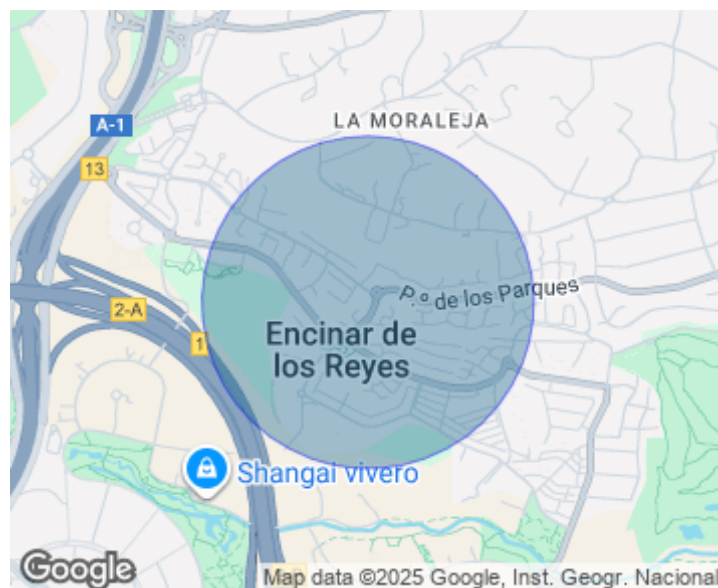 LA MORALEJA
A-1
13
P.º de los Parques
2-A
1
Encinar de
los Reyes
Shangai vivero
Google
Map data ©2025 Google, Inst. Geogr. Nacional